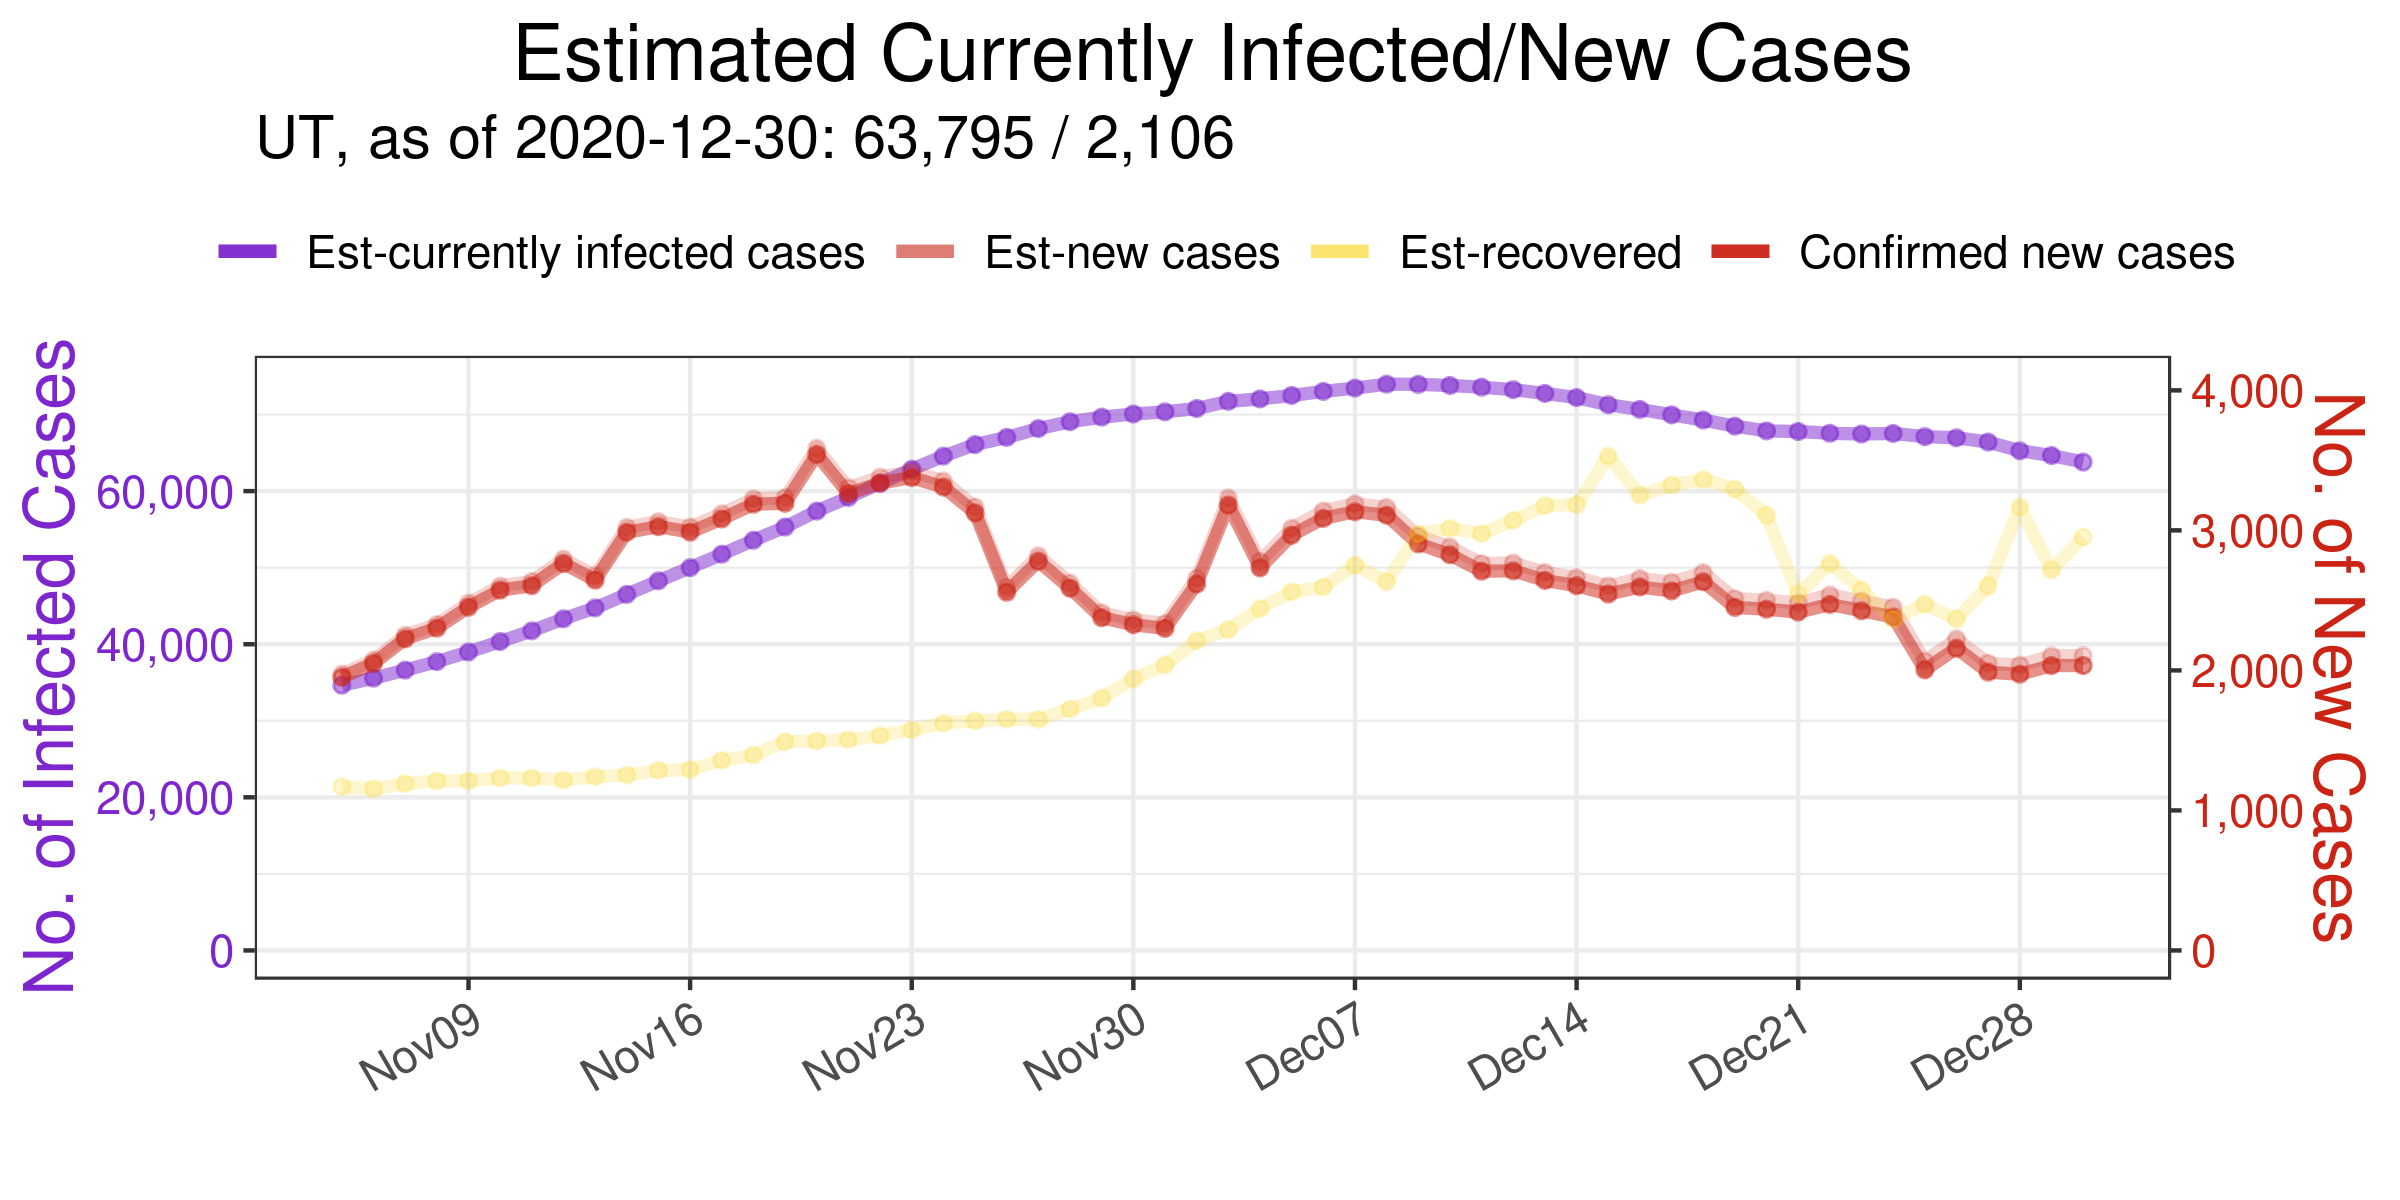 Estimated Currently Infected/New Cases
UT, as of 2020-12-30: 63,795 / 2,106
Est-currently infected cases Est-new cases Est-recovered Confirmed new cases
No. of Infected Cases
60,000
40,000
20,000
0
4,000
3,000
2,000
1,000
0
No. of New Cases
Nov09 Nov16 Nov23 Nov30 Dec07 Dec14 Dec21 Dec28